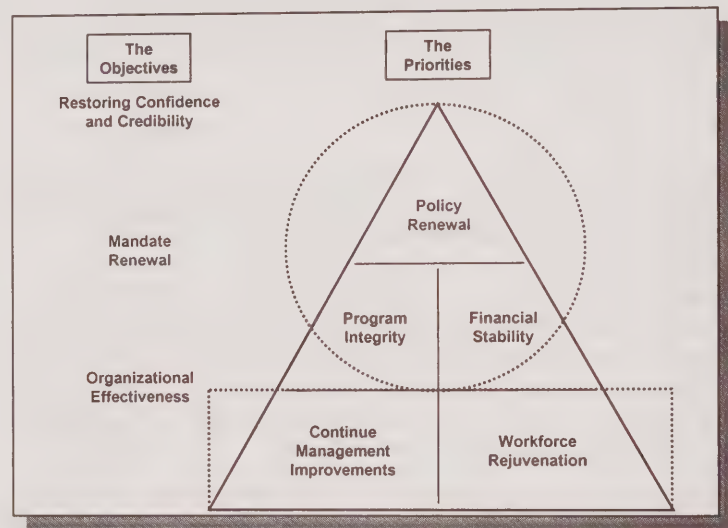 The
Objectives
The
Priorities
Restoring Confidence
and Credibility
Policy
Renewal
Mandate
Renewal
Program
Integrity
Financial
Stability
Organizational
Effectiveness
Continue
Management
Improvements
Workforce
Rejuvenation